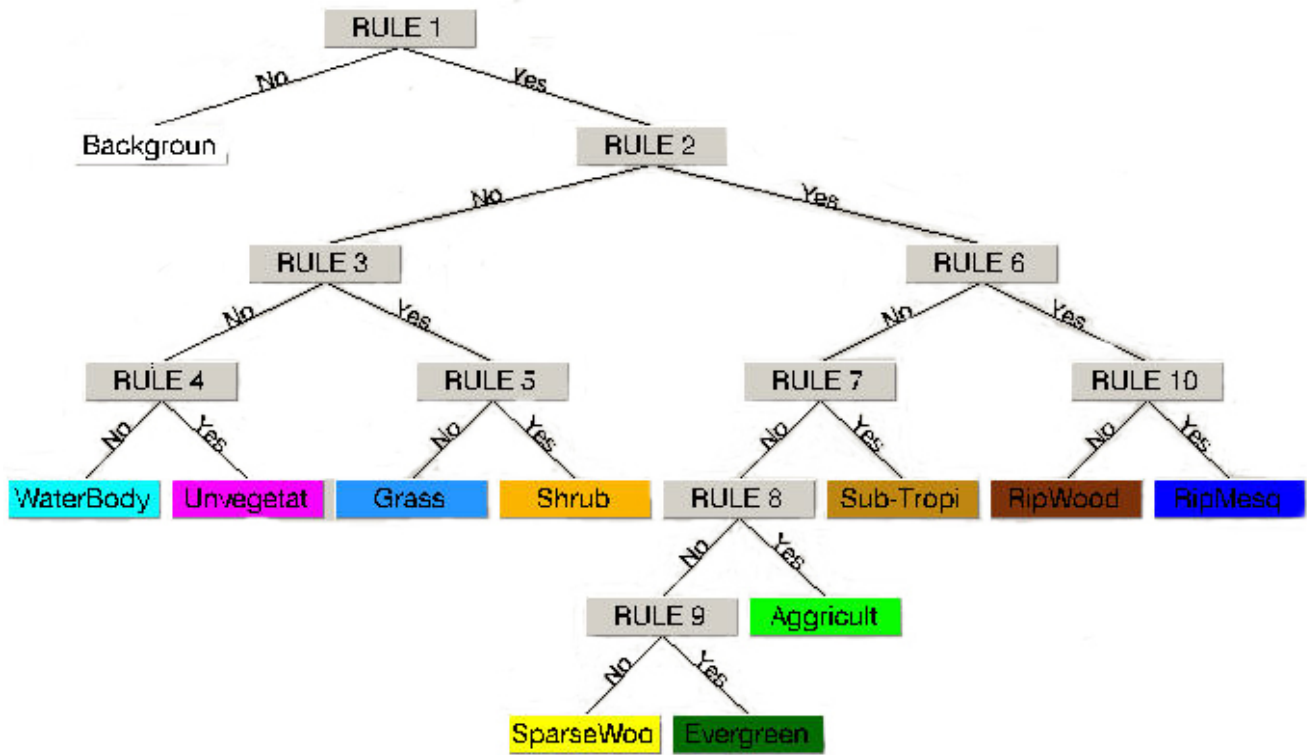 RULE 1
No
Yes
Backgroun
RULE 2
No
Yes
RULE 3
RULE 6
No
Yes
No
Yes
RULE 4
RULE 5
RULE 7
RULE 10
No
Yes
No
Yes
No
Yes
No
Yes
WaterBody
Unvegetat
Grass
Shrub
RULE 8
Sub-Tropi
RipWood
RipMesq
No
Yes
RULE 9
Aggricult
No
Yes
SparseWoo
Evergreen